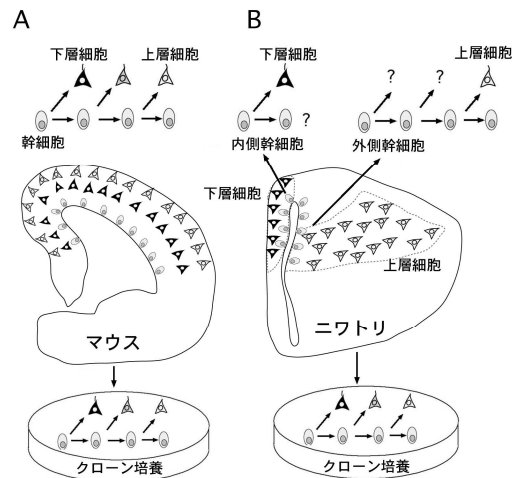 A
下層細胞
上層細胞
幹細胞
マウス
クローン培養
B
下層細胞
上層細胞
?
?
?
内側幹細胞
外側幹細胞
下層細胞
上層細胞
ニワトリ
クローン培養